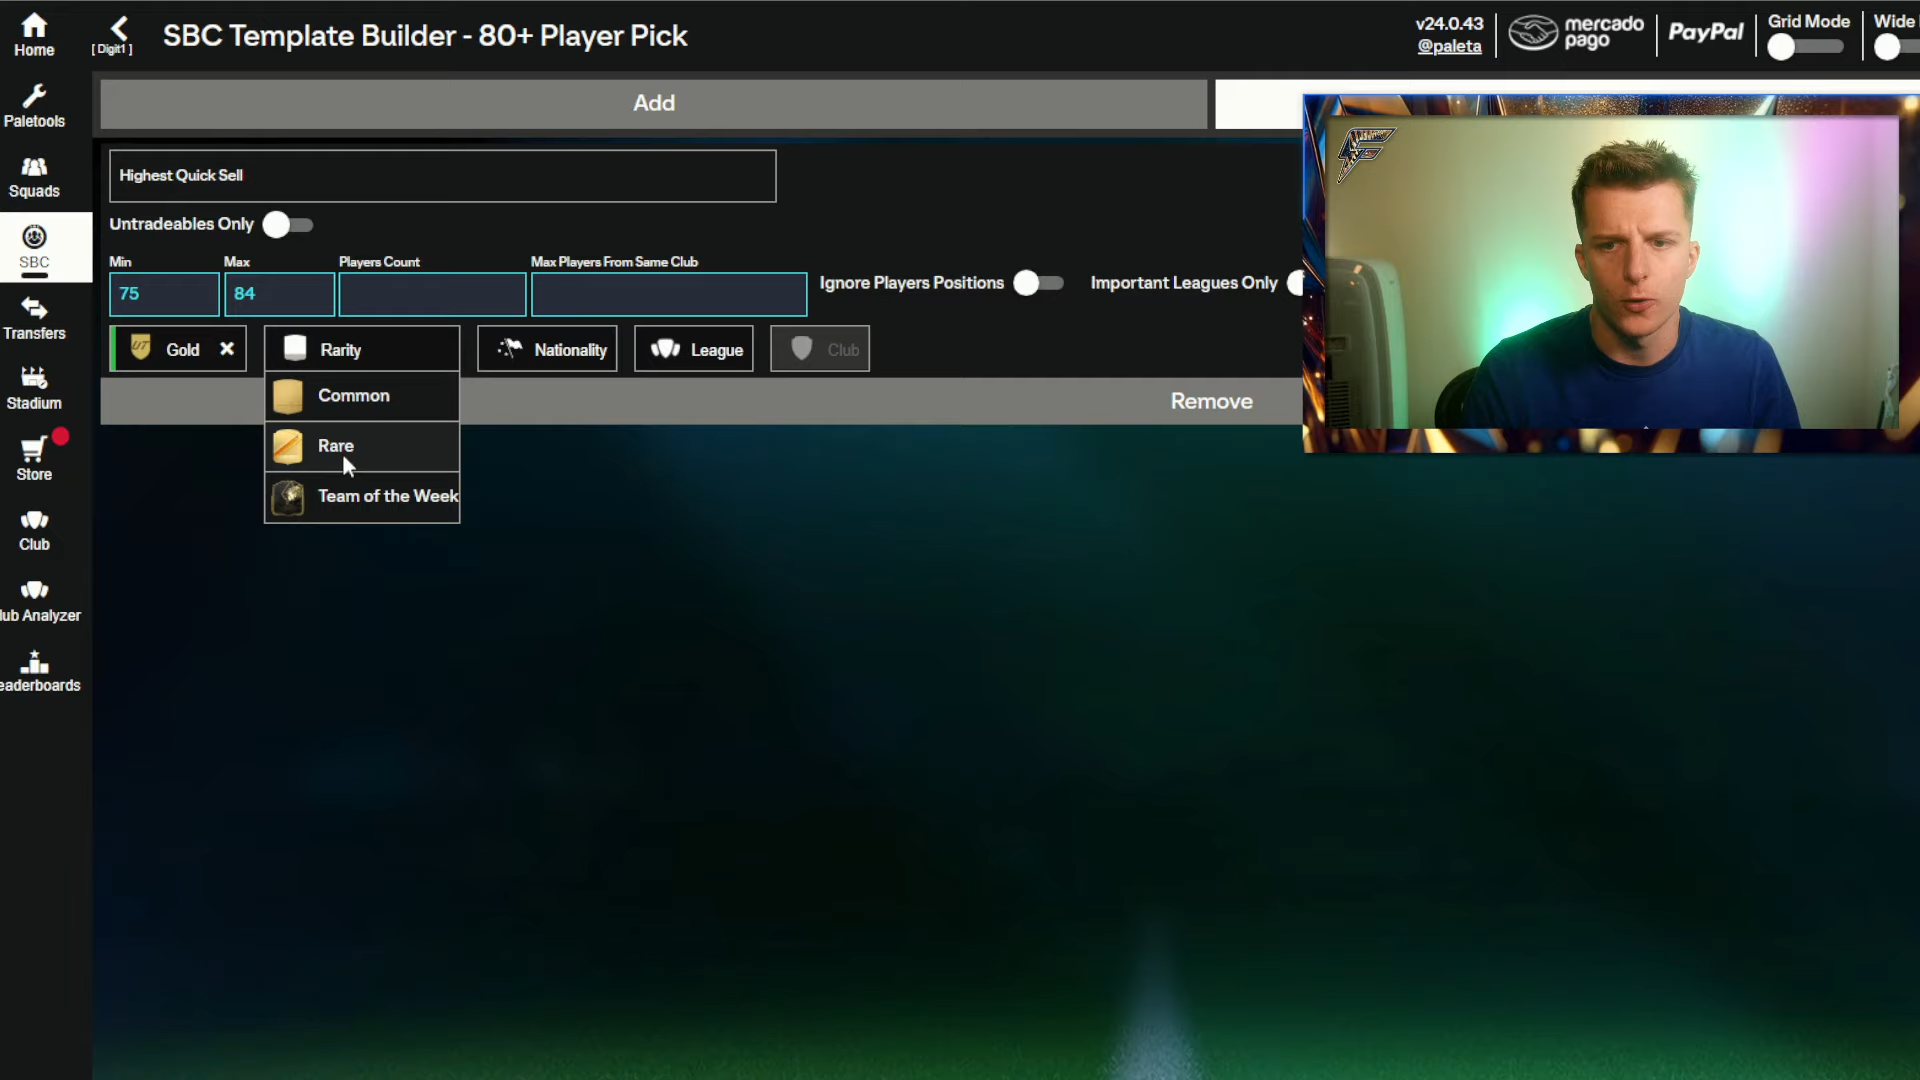 Home
[ Digit1 ]
SBC Template Builder - 80+ Player Pick
v24.0.43
@paleta
mercado
pago
PayPal
Grid Mode
Wide
Paletools
Squads
SBC
Transfers
Stadium
Store
Club
lub Analyzer
eaderboards
Add
Highest Quick Sell
Untradeables Only
Min
Max
Players Count
Max Players From Same Club
75
84
Ignore Players Positions
Important Leagues Only
UT
Gold
Rarity
Nationality
League
Club
Common
Rare
Team of the Week
Remove